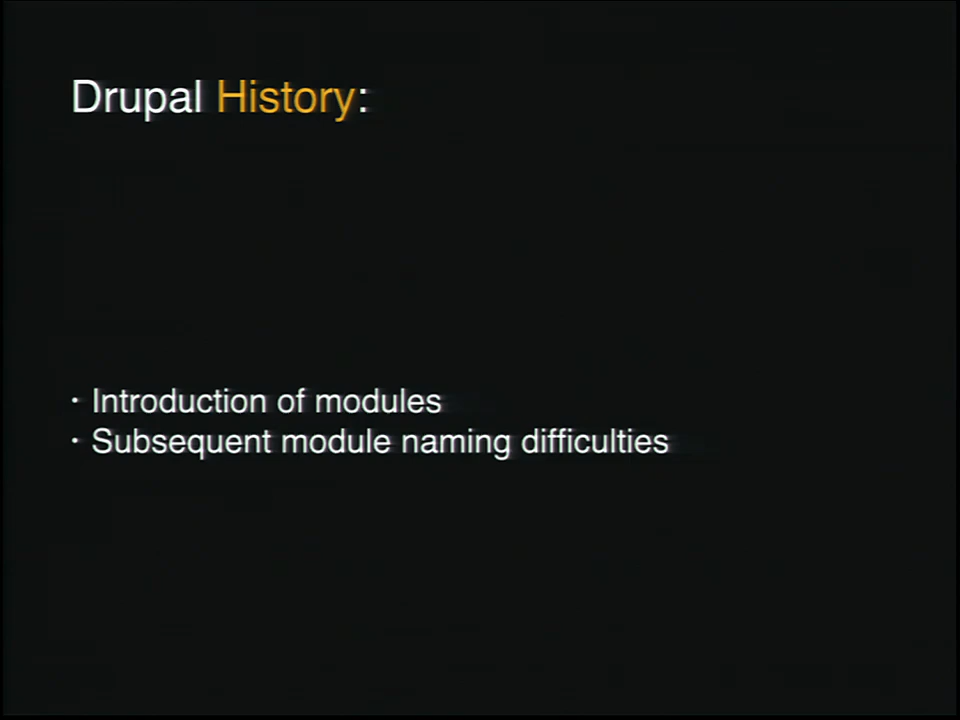 Drupal History:
· Introduction of modules
· Subsequent module naming difficulties